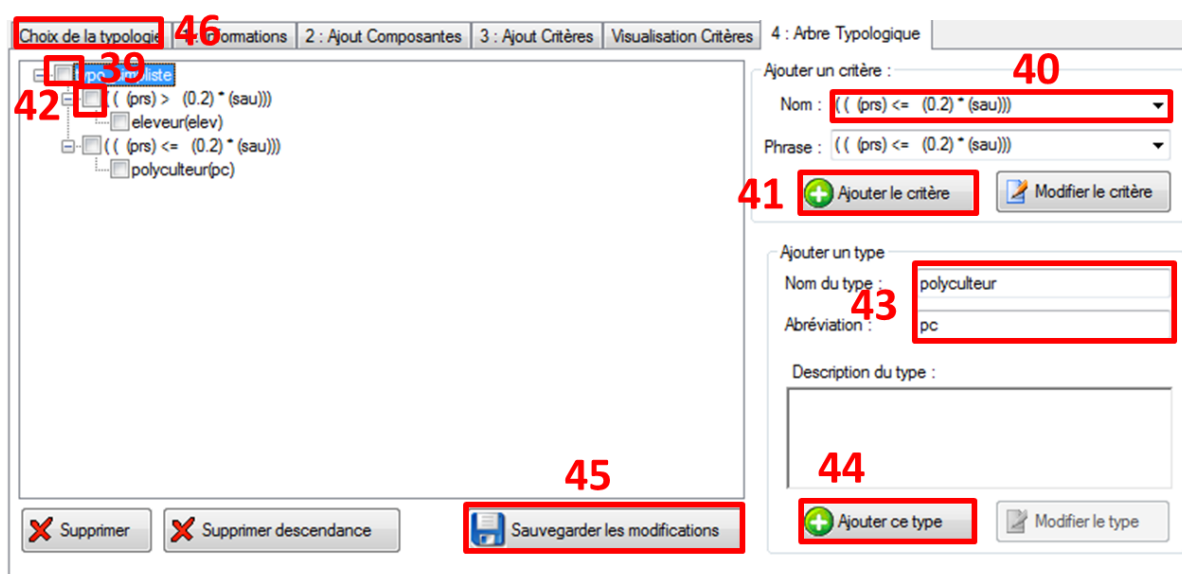 Choix de la typologie 46 1 : Informations 2 : Ajout Composantes 3 : Ajout Critères Visualisation Critères 4 : Arbre Typologique
39
42
(( (prs) > (0.2) * (sau)))
eleveur(elev)
(( (prs) <= (0.2) * (sau)))
polyculteur(pc)
Ajouter un critère : 40
Nom : (( (prs) <= (0.2) * (sau)))
Phrase : (( (prs) <= (0.2) * (sau)))
41 Ajouter le critère Modifier le critère
Ajouter un type
Nom du type : polyculteur
43
Abréviation : pc
Description du type :
44
45
Supprimer Supprimer descendance Sauvegarder les modifications Ajouter ce type Modifier le type